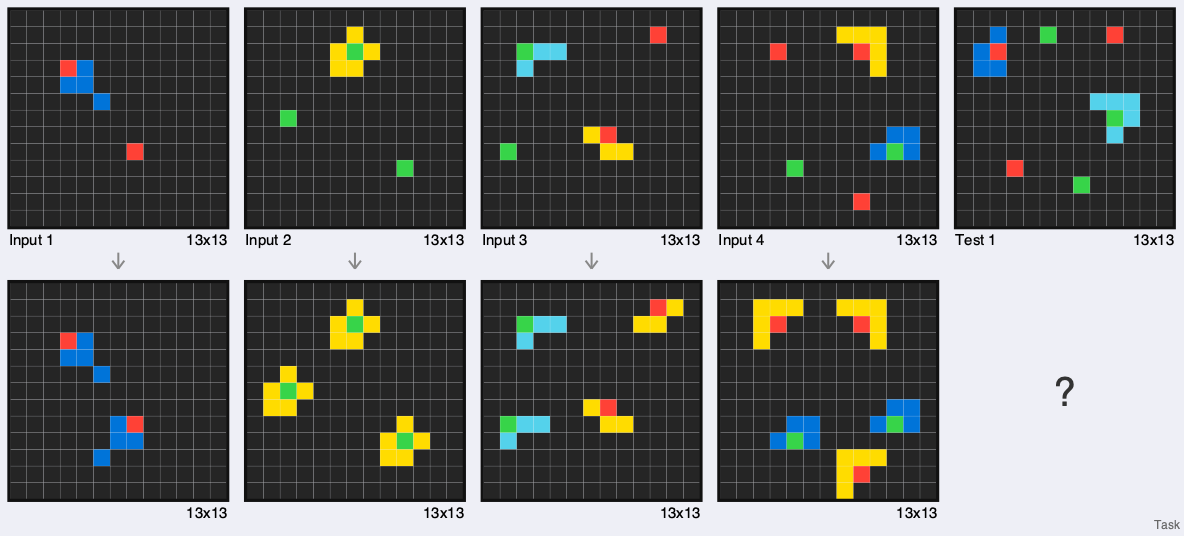 Input 1 13x13
Input 2 13x13
Input 3 13x13
Input 4 13x13
Test 1 13x13
↓ ↓ ↓ ↓
?
13x13
13x13
13x13
13x13
Task